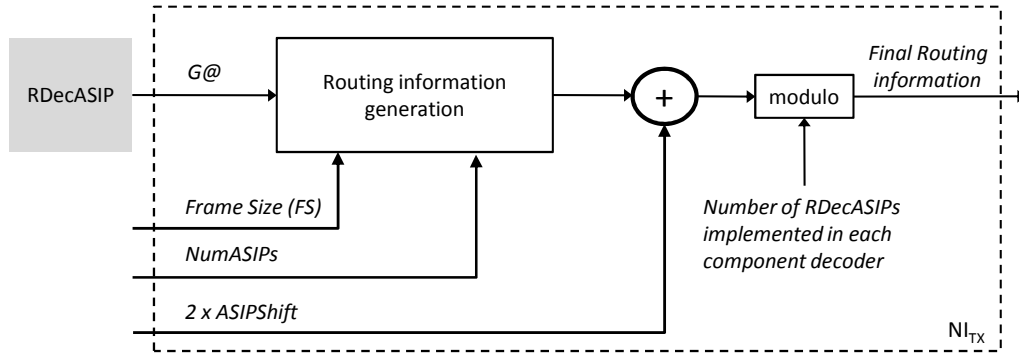 RDecASIP
G@
Routing information
generation
+
modulo
Final Routing
information
Frame Size (FS)
NumASIPs
2 x ASIPShift
Number of RDecASIPs
implemented in each
component decoder
NITX